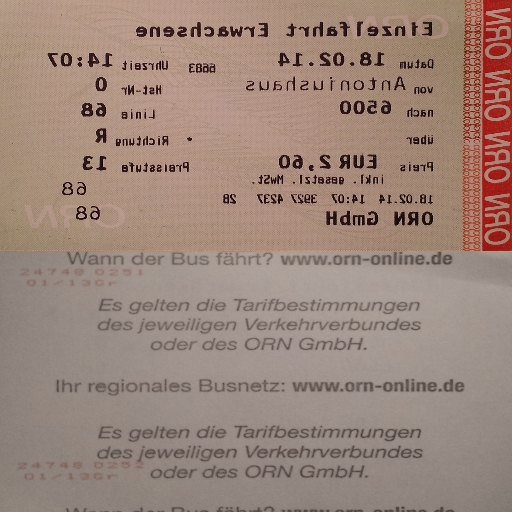 Einzelfahrt Erwachsene
Datum 18.02.14 6683 Uhrzeit 14:07
von Antoniushaus Hst-Nr 0
nach 6500 Linie 68
über • Richtung R
Preis EUR 2,60 Preisstufe 13
inkl. gesetzl. MwSt. 68
18.02.14 14:07 3927 4237 28
ORN GmbH 68
ORN ORN ORN ORN
Wann der Bus fährt? www.orn-online.de
24748 0251
01/13Gr
Es gelten die Tarifbestimmungen
des jeweiligen Verkehrverbundes
oder des ORN GmbH.
Ihr regionales Busnetz: www.orn-online.de
Es gelten die Tarifbestimmungen
des jeweiligen Verkehrverbundes
24748 0252
oder des ORN GmbH.
01/13Gr
Wann der Bus fährt? www.orn-online.de